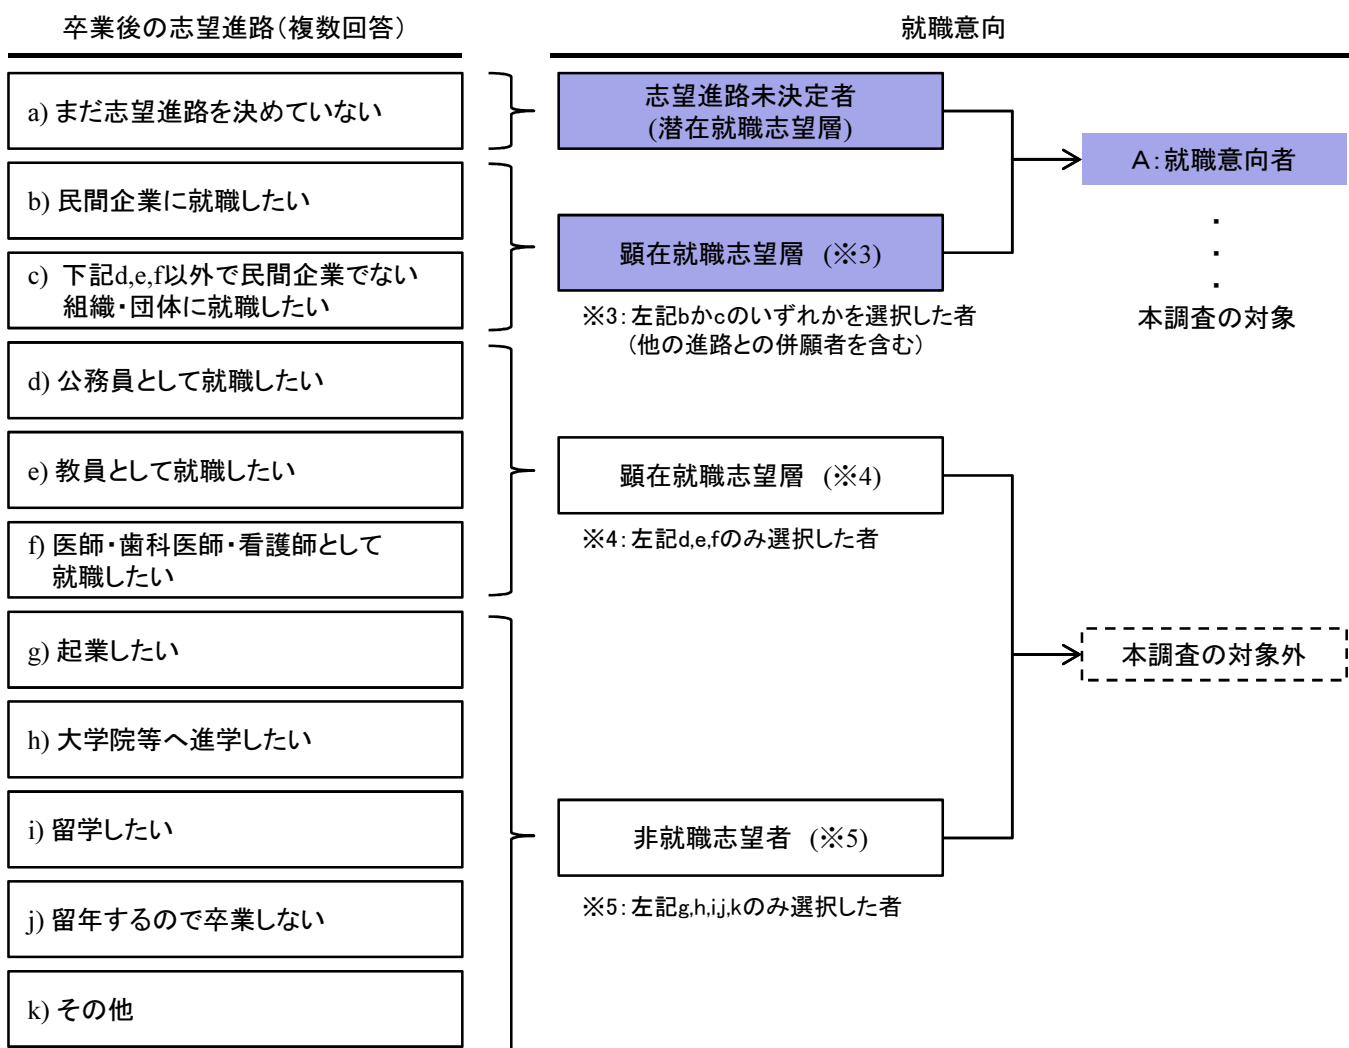 卒業後の志望進路（複数回答）
就職意向
a) まだ志望進路を決めていない
b) 民間企業に就職したい
c) 下記d,e,f以外で民間企業でない
組織・団体に就職したい
d) 公務員として就職したい
e) 教員として就職したい
f) 医師・歯科医師・看護師として
就職したい
g) 起業したい
h) 大学院等へ進学したい
i) 留学したい
j) 留年するので卒業しない
k) その他
志望進路未決定者
(潜在就職志望層)
顕在就職志望層 (※3)
※3：左記bかcのいずれかを選択した者
（他の進路との併願者を含む）
顕在就職志望層 (※4)
※4：左記d,e,fのみ選択した者
非就職志望者 (※5)
※5：左記g,h,i,j,kのみ選択した者
A：就職意向者
・
・
・
本調査の対象
本調査の対象外